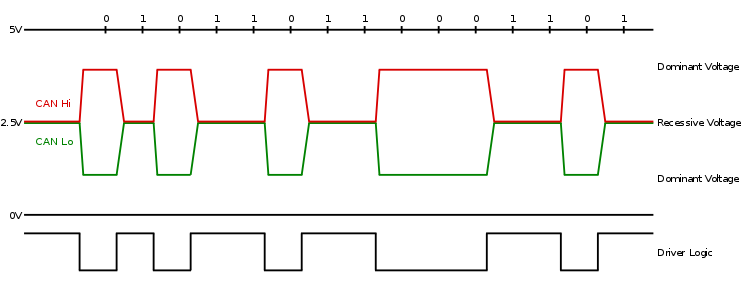 0 1 0 1 1 0 1 1 0 0 0 1 1 0 1
5V
Dominant Voltage
CAN Hi
2.5V
Recessive Voltage
CAN Lo
Dominant Voltage
0V
Driver Logic